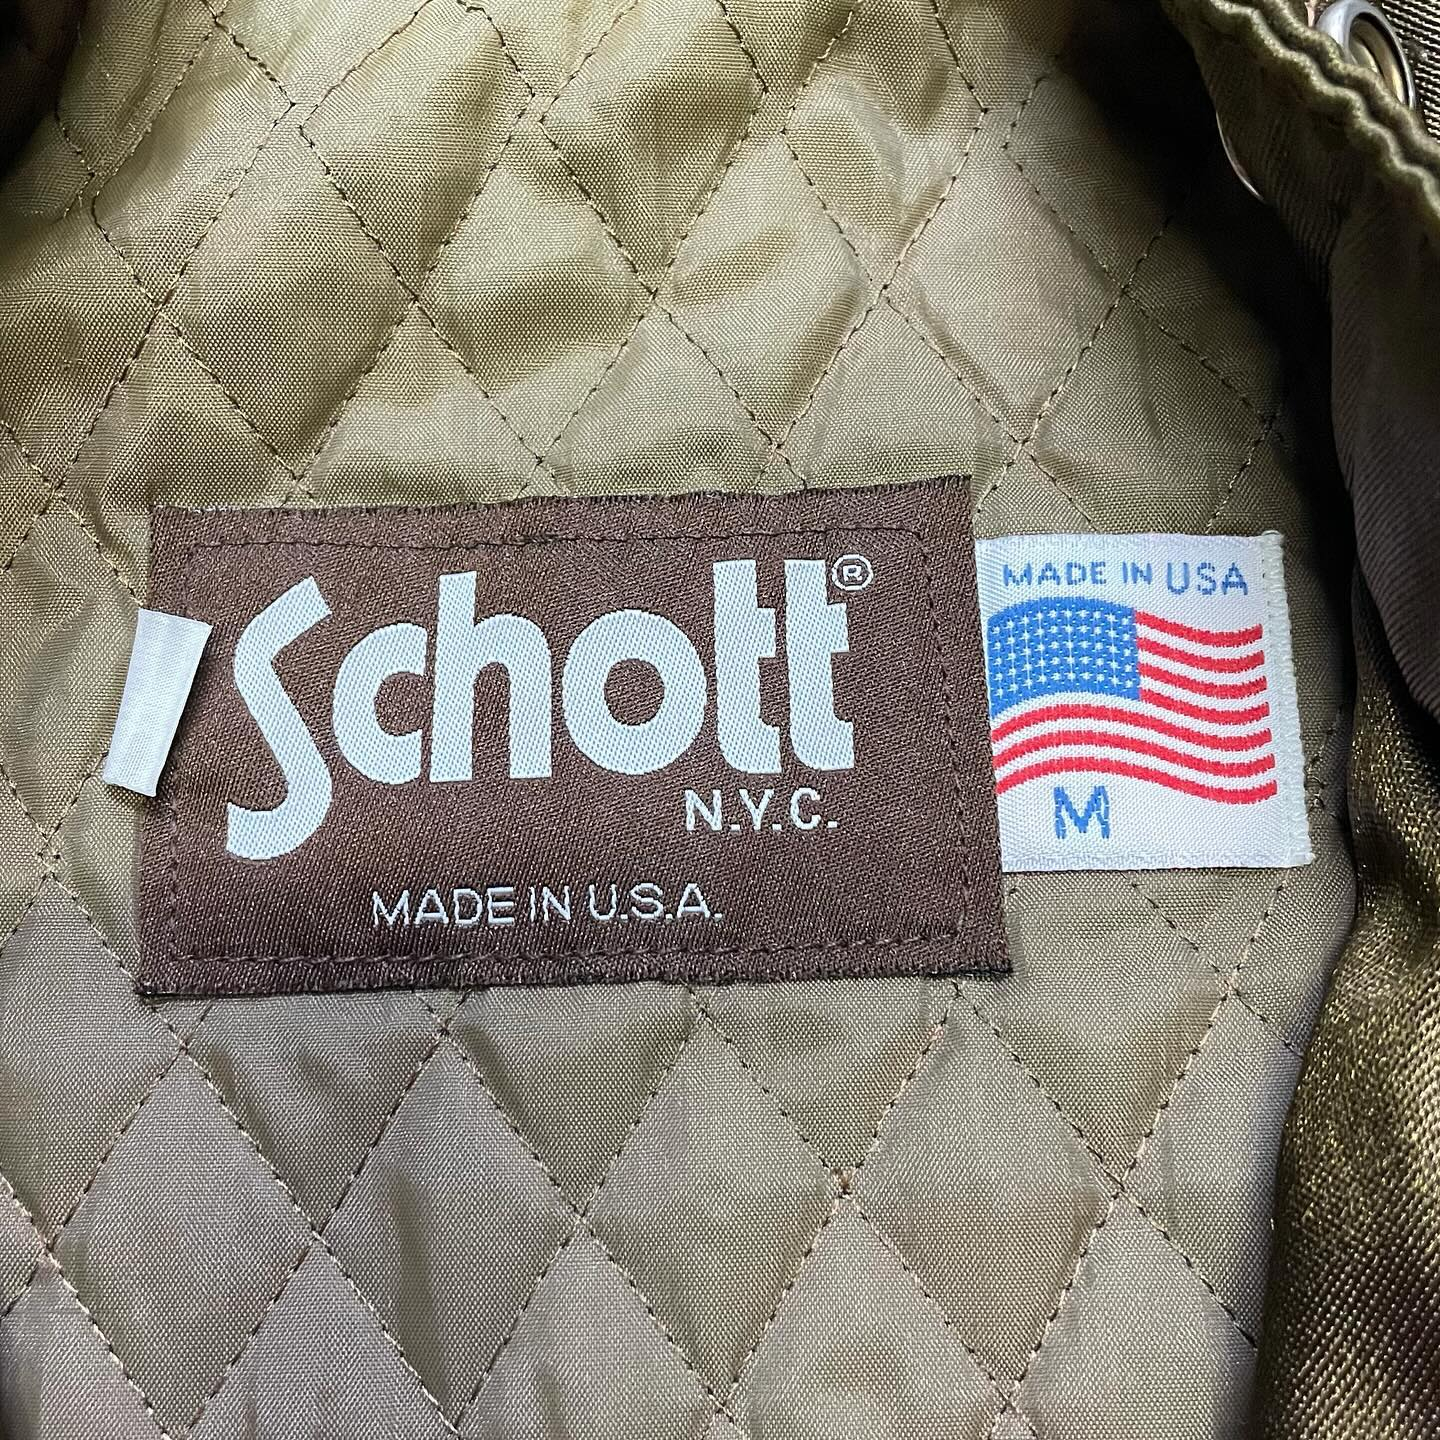 Schott®
N.Y.C.
MADE IN U.S.A.
MADE IN USA
M